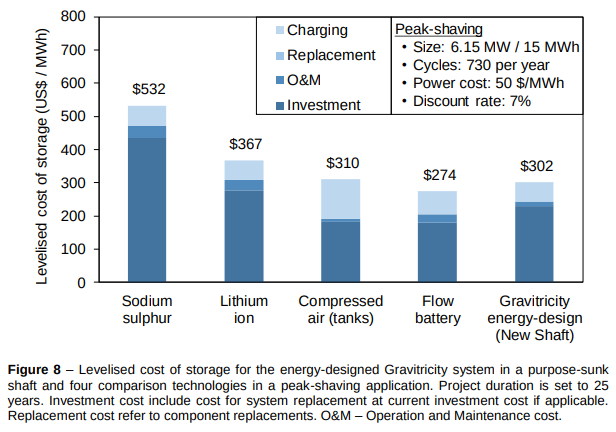 800
700
600
500
400
300
200
100
0
Levelised cost of storage (US$ / MWh)
Charging
Replacement
O&M
Investment
Peak-shaving
• Size: 6.15 MW / 15 MWh
• Cycles: 730 per year
• Power cost: 50 $/MWh
• Discount rate: 7%
$532
$367
$310
$274
$302
Sodium
sulphur
Lithium
ion
Compressed
air (tanks)
Flow
battery
Gravitricity
energy-design
(New Shaft)
Figure 8 – Levelised cost of storage for the energy-designed Gravitricity system in a purpose-sunk
shaft and four comparison technologies in a peak-shaving application. Project duration is set to 25
years. Investment cost include cost for system replacement at current investment cost if applicable.
Replacement cost refer to component replacements. O&M – Operation and Maintenance cost.